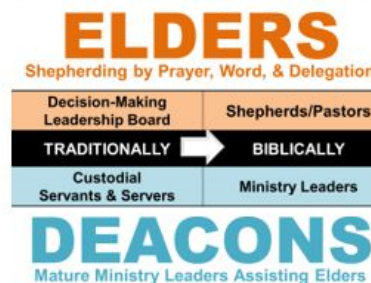 ELDERS
Shepherding by Prayer, Word, & Delegation
Decision-Making
Leadership Board
Shepherds/Pastors
TRADITIONALLY
BIBLICALLY
Custodial
Servants & Servers
Ministry Leaders
DEACONS
Mature Ministry Leaders Assisting Elders